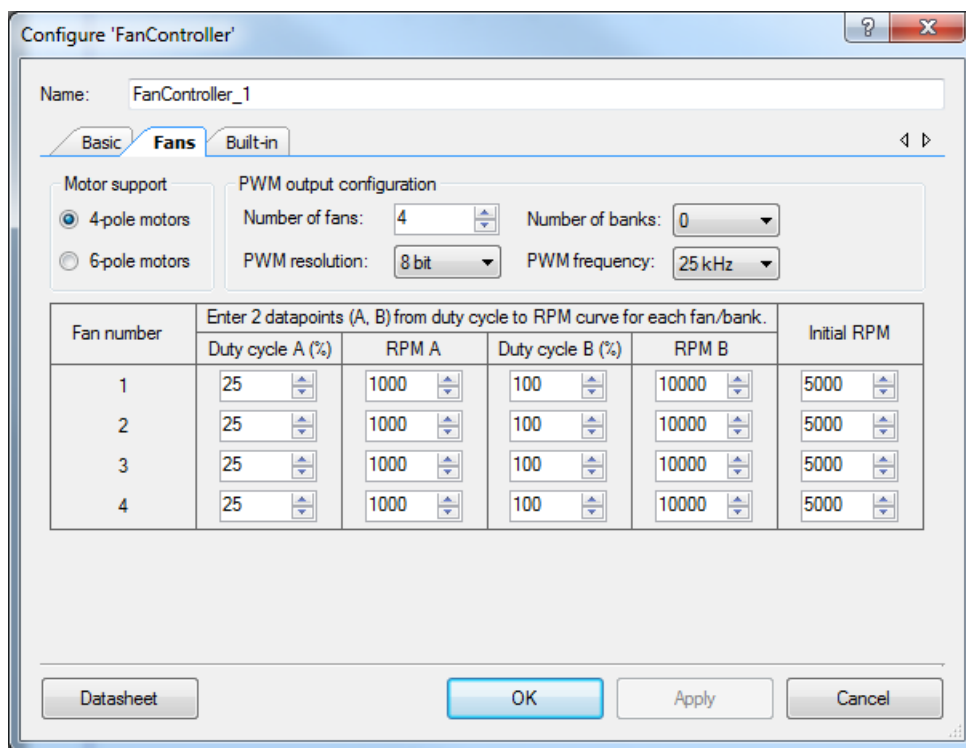 Configure 'FanController'
Name: FanController_1
Basic Fans Built-in
Motor support PWM output configuration
4-pole motors Number of fans: 4 Number of banks: 0
6-pole motors PWM resolution: 8 bit PWM frequency: 25 kHz
Fan number Enter 2 datapoints (A, B) from duty cycle to RPM curve for each fan/bank. Initial RPM
Duty cycle A (%) RPM A Duty cycle B (%) RPM B
1 25 1000 100 10000 5000
2 25 1000 100 10000 5000
3 25 1000 100 10000 5000
4 25 1000 100 10000 5000
Datasheet OK Apply Cancel